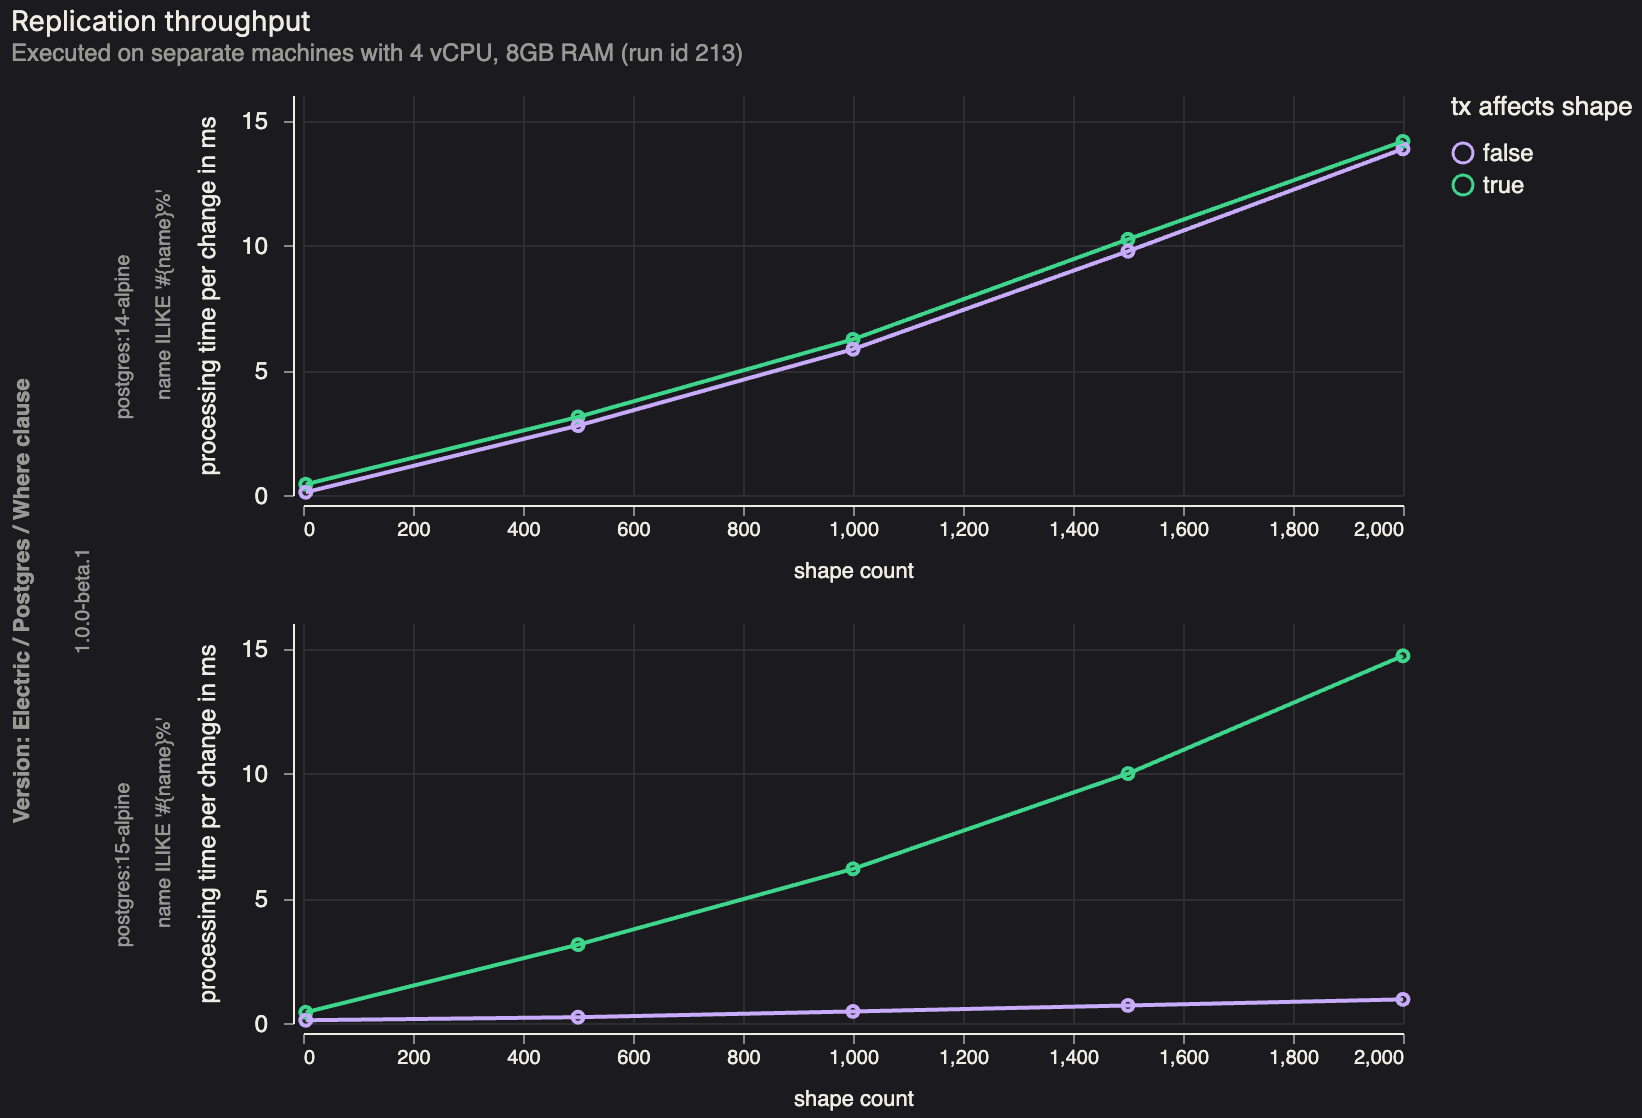 Replication throughput
Executed on separate machines with 4 vCPU, 8GB RAM (run id 213)
tx affects shape
false
true
Version: Electric / Postgres / Where clause
1.0.0-beta.1
postgres:14-alpine
name ILIKE '#{name}%'
processing time per change in ms
15
10
5
0
0 200 400 600 800 1,000 1,200 1,400 1,600 1,800 2,000
shape count
postgres:15-alpine
name ILIKE '#{name}%'
processing time per change in ms
15
10
5
0
0 200 400 600 800 1,000 1,200 1,400 1,600 1,800 2,000
shape count